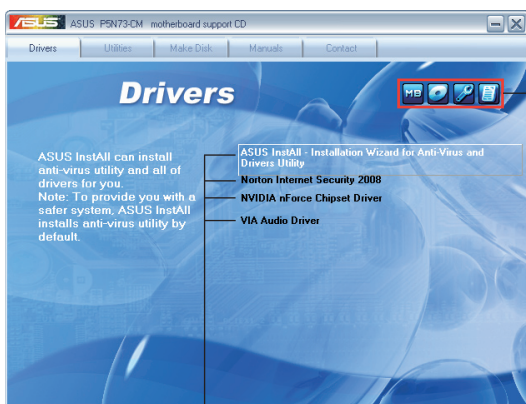 ASUS ASUS P5N73-CM motherboard support CD
Drivers Utilities Make Disk Manuals Contact
Drivers
MB
ASUS InstAll can install
anti-virus utility and all of
drivers for you.
Note: To provide you with a
safer system, ASUS InstAll
installs anti-virus utility by
default.
ASUS InstAll - Installation Wizard for Anti-Virus and
Drivers Utility
Norton Internet Security 2008
NVIDIA nForce Chipset Driver
VIA Audio Driver